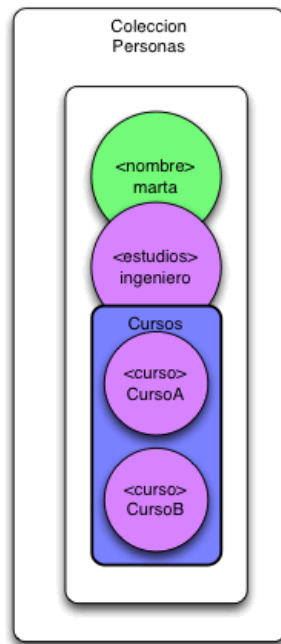 Coleccion
Personas
<nombre>
marta
<estudios>
ingeniero
Cursos
<curso>
CursoA
<curso>
CursoB